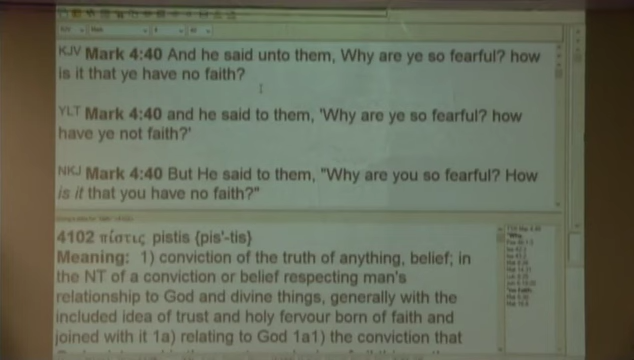 KJV Mark 4:40 And he said unto them, Why are ye so fearful? how
is it that ye have no faith?
YLT Mark 4:40 and he said to them, 'Why are ye so fearful? how
have ye not faith?'
NKJ Mark 4:40 But He said to them, "Why are you so fearful? How
is it that you have no faith?"
4102 πίστις pistis {pis'-tis}
Meaning: 1) conviction of the truth of anything, belief; in
the NT of a conviction or belief respecting man's
relationship to God and divine things, generally with the
included idea of trust and holy fervour born of faith and
joined with it 1a) relating to God 1a1) the conviction that